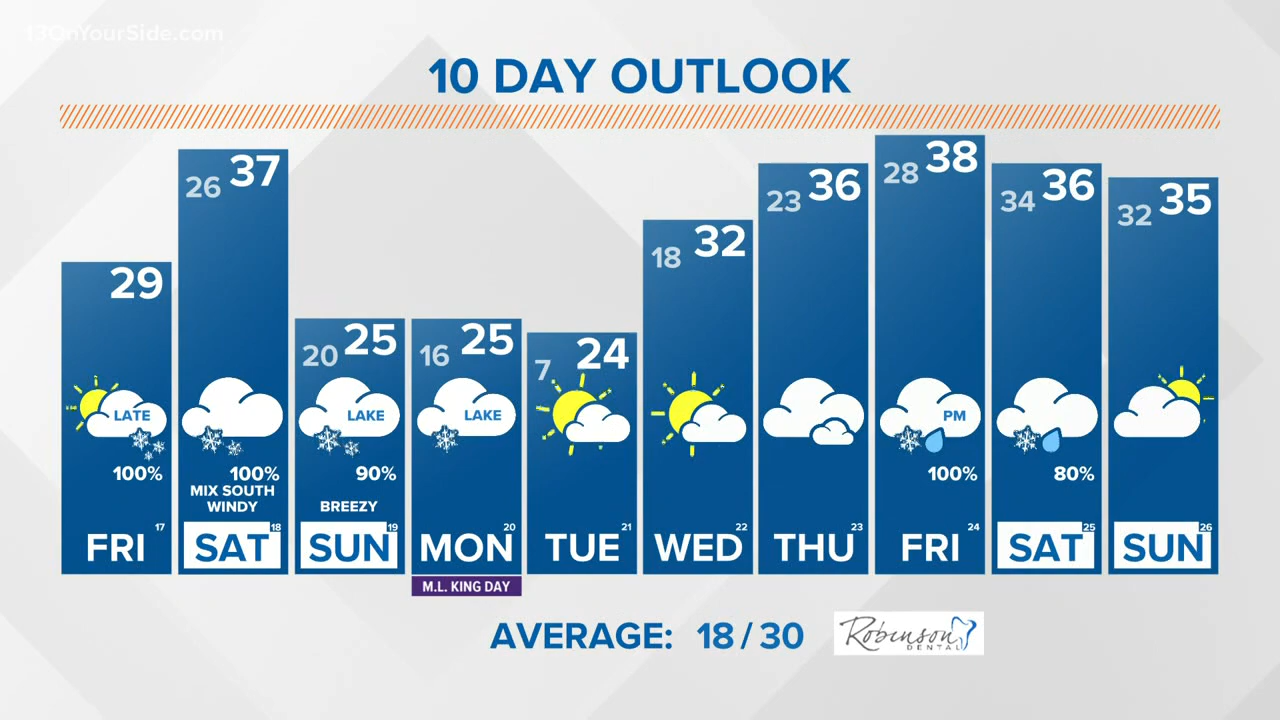 13OnYourSide.com
10 DAY OUTLOOK
29
LATE
100%
17
FRI
26 37
100%
MIX SOUTH
WINDY
18
SAT
20 25
LAKE
90%
BREEZY
19
SUN
16 25
LAKE
20
MON
M.L. KING DAY
7 24
21
TUE
18 32
22
WED
23 36
23
THU
28 38
PM
100%
24
FRI
34 36
80%
25
SAT
32 35
26
SUN
AVERAGE: 18 / 30
Robinson
DENTAL